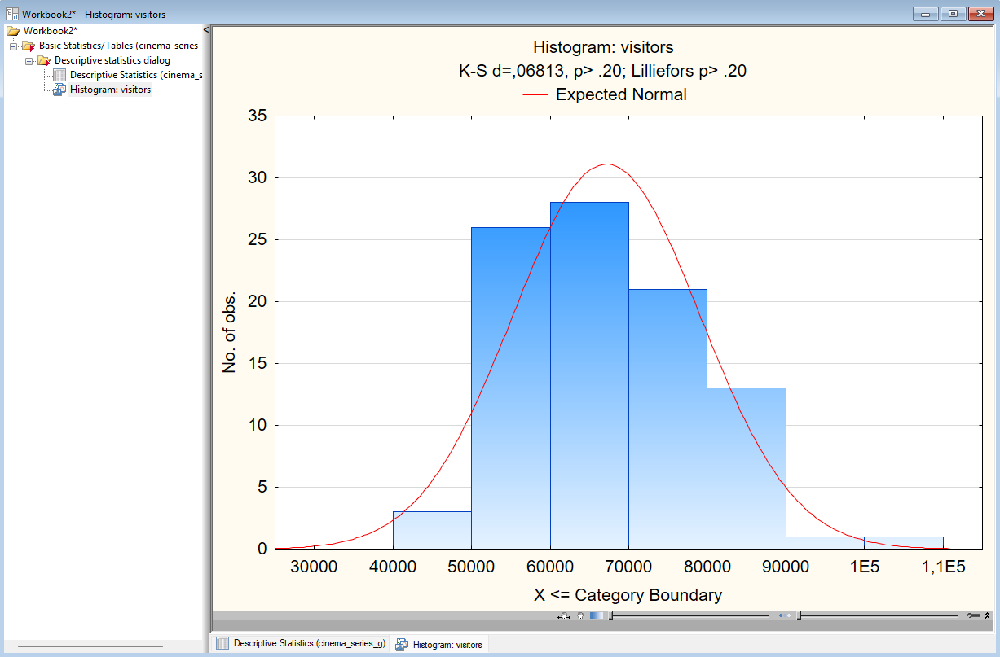 Workbook2* - Histogram: visitors
Workbook2*
Basic Statistics/Tables (cinema_series_
Descriptive statistics dialog
Descriptive Statistics (cinema_s
Histogram: visitors
<
Histogram: visitors
K-S d=,06813, p> .20; Lilliefors p> .20
Expected Normal
35
30
25
20
15
10
5
0
No. of obs.
30000 40000 50000 60000 70000 80000 90000 1E5 1,1E5
X <= Category Boundary
Descriptive Statistics (cinema_series_g) Histogram: visitors